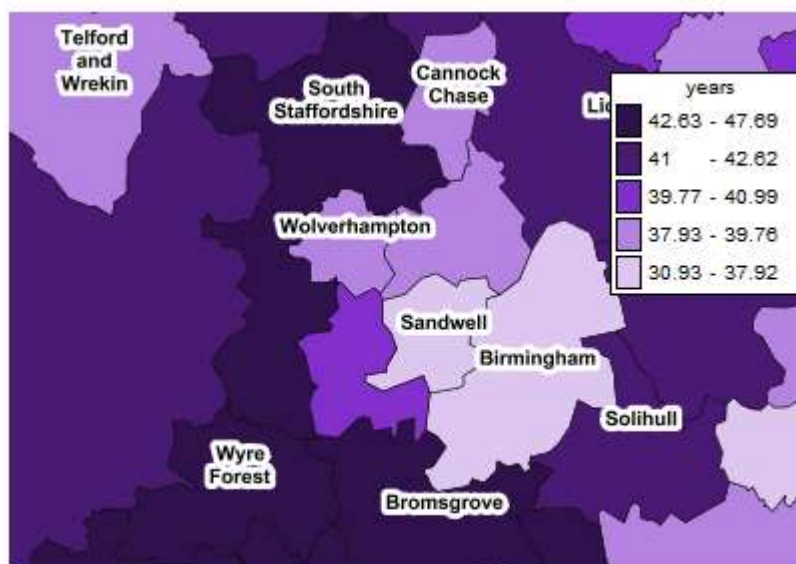 Telford
and
Wrekin
South
Staffordshire
Cannock
Chase
Lic
years
42.63 - 47.69
41 - 42.62
39.77 - 40.99
37.93 - 39.76
30.93 - 37.92
Wolverhampton
Sandwell
Birmingham
Solihull
Wyre
Forest
Bromsgrove